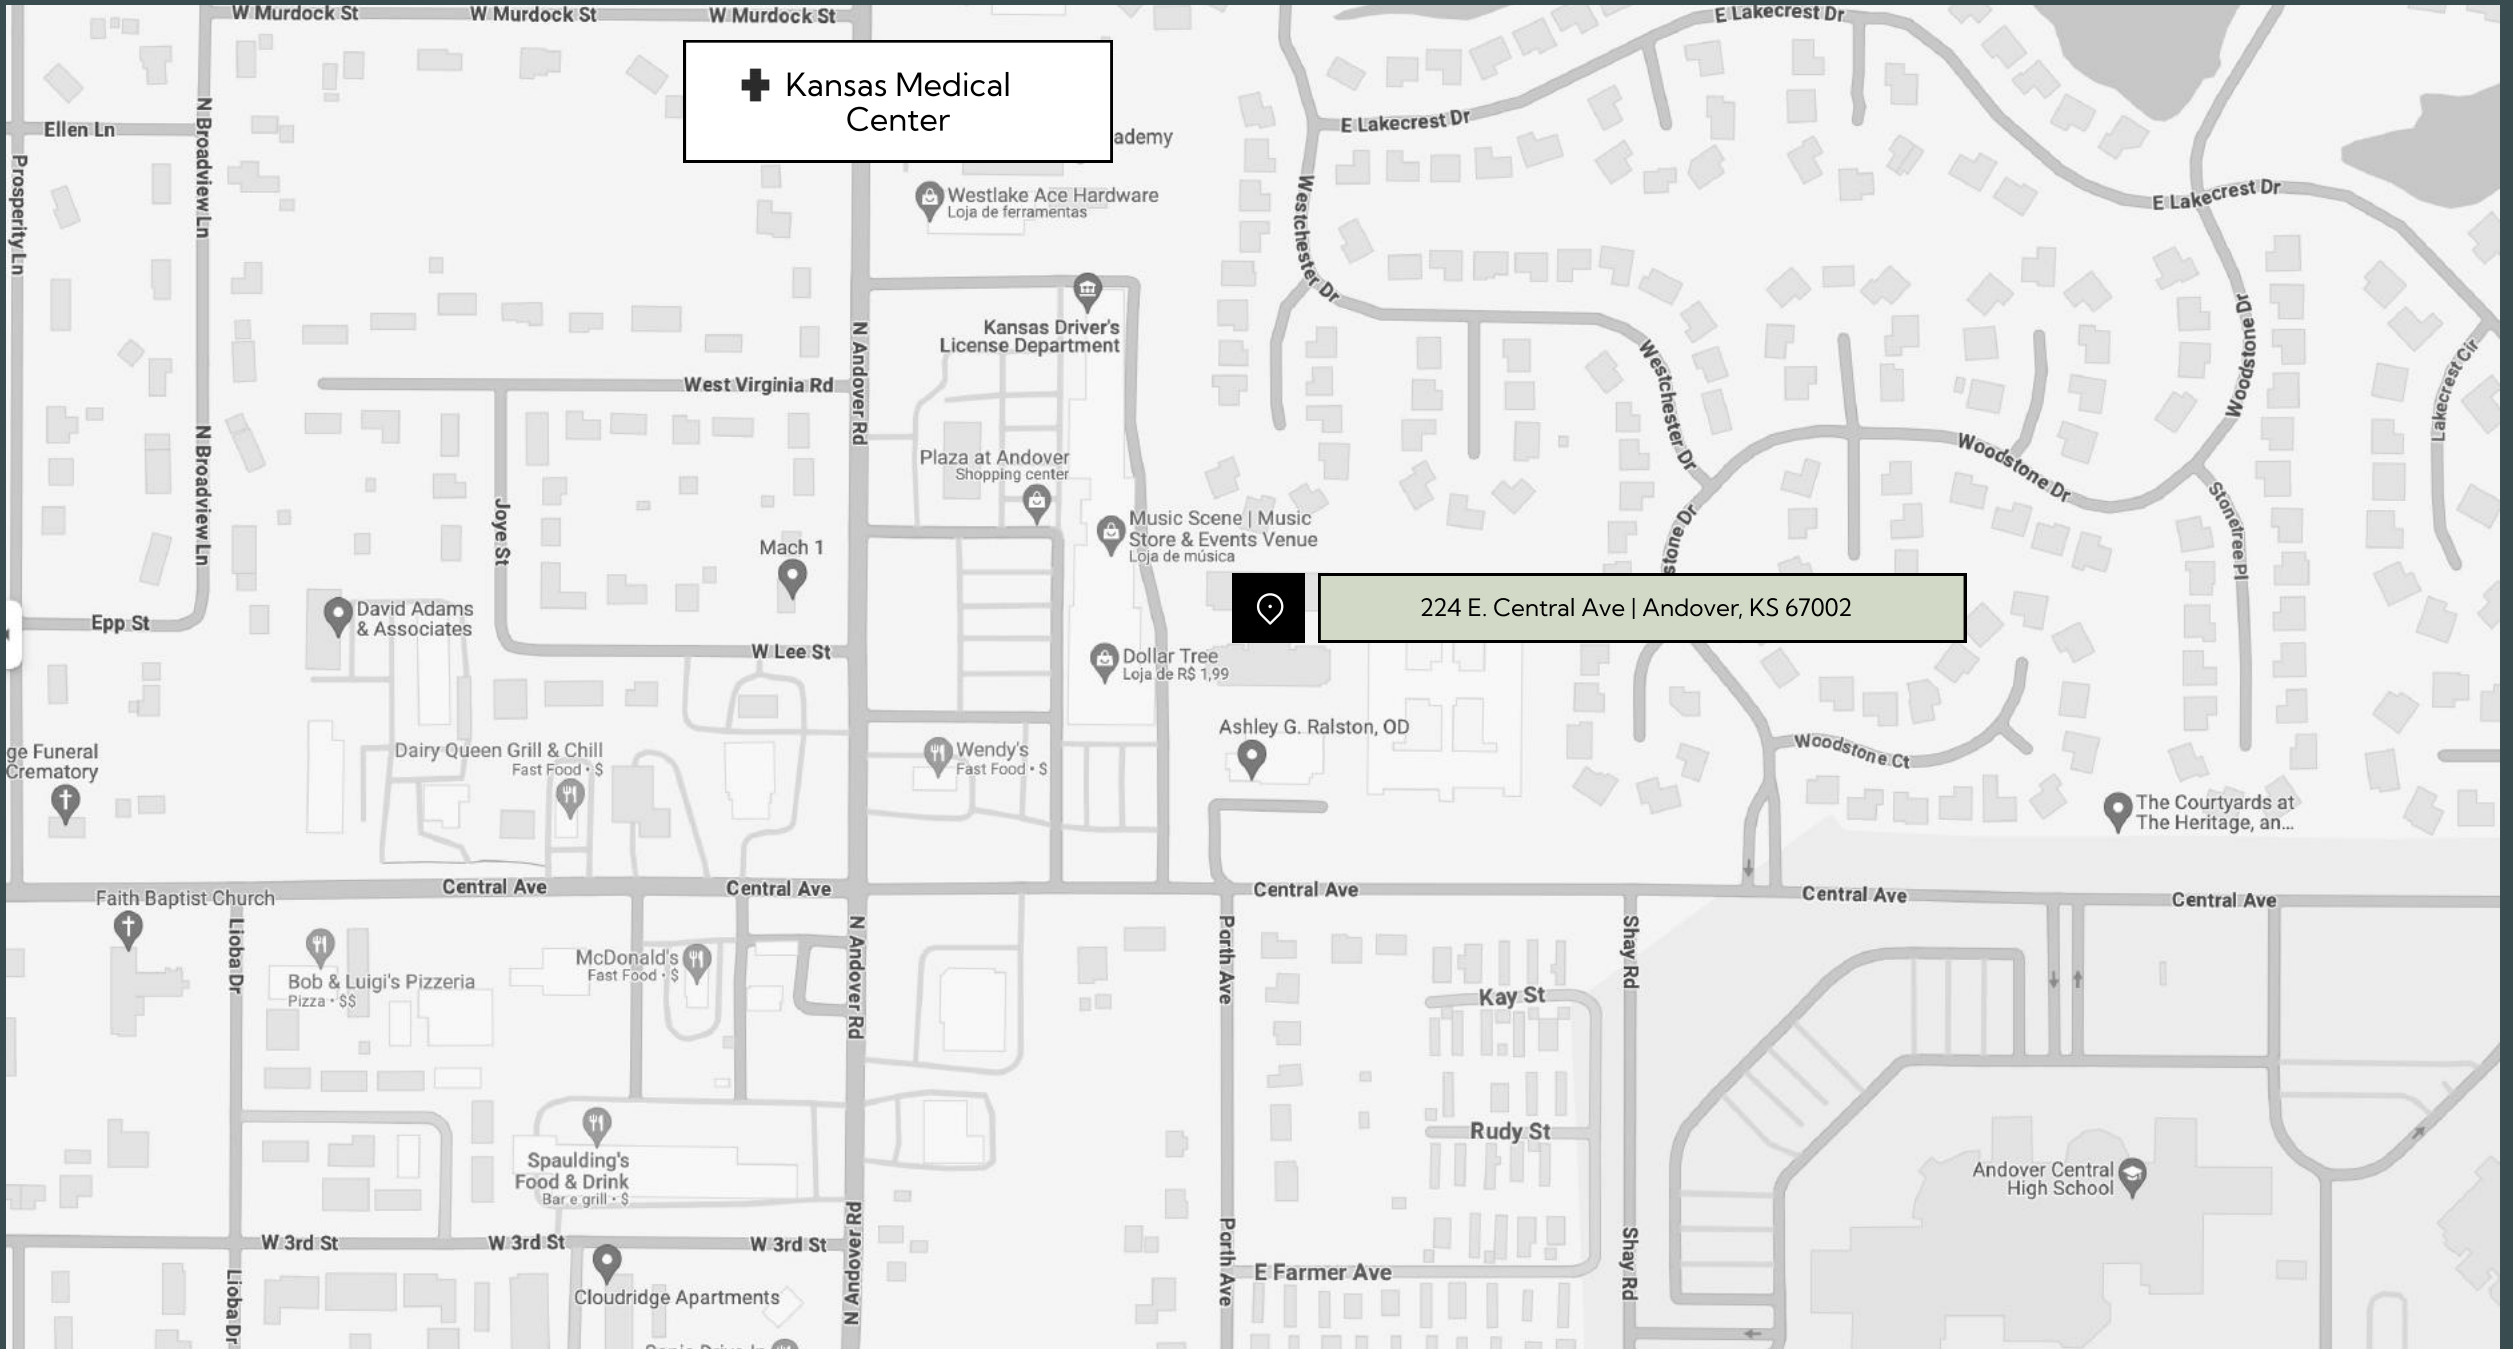 W Murdock St
W Murdock St
W Murdock St
E Lakecrest Dr
Kansas Medical
Center
Ellen Ln
N Broadview Ln
Prosperity Ln
ademy
E Lakecrest Dr
Westlake Ace Hardware
Loja de ferramentas
Westchester Dr
E Lakecrest Dr
Kansas Driver's
License Department
N Andover Rd
West Virginia Rd
Westchester Dr
Woodstone Dr
Lakecrest Cir
N Broadview Ln
Plaza at Andover
Shopping center
Woodstone Dr
Joye St
Music Scene | Music
Store & Events Venue
Loja de música
stone Dr
Stonetree Pl
Mach 1
224 E. Central Ave | Andover, KS 67002
David Adams
& Associates
Epp St
W Lee St
Dollar Tree
Loja de R$ 1,99
Ashley G. Ralston, OD
Woodstone Ct
ge Funeral
Crematory
Dairy Queen Grill & Chill
Fast Food • $
Wendy's
Fast Food • $
The Courtyards at
The Heritage, an...
Central Ave
Central Ave
Central Ave
Central Ave
Central Ave
Faith Baptist Church
Lioba Dr
Bob & Luigi's Pizzeria
Pizza • $$
McDonald's
Fast Food • $
N Andover Rd
Porth Ave
Shay Rd
Kay St
Rudy St
Spaulding's
Food & Drink
Bar e grill • $
Andover Central
High School
W 3rd St
W 3rd St
W 3rd St
N Andover Rd
Porth Ave
Shay Rd
E Farmer Ave
Lioba Dr
Cloudridge Apartments